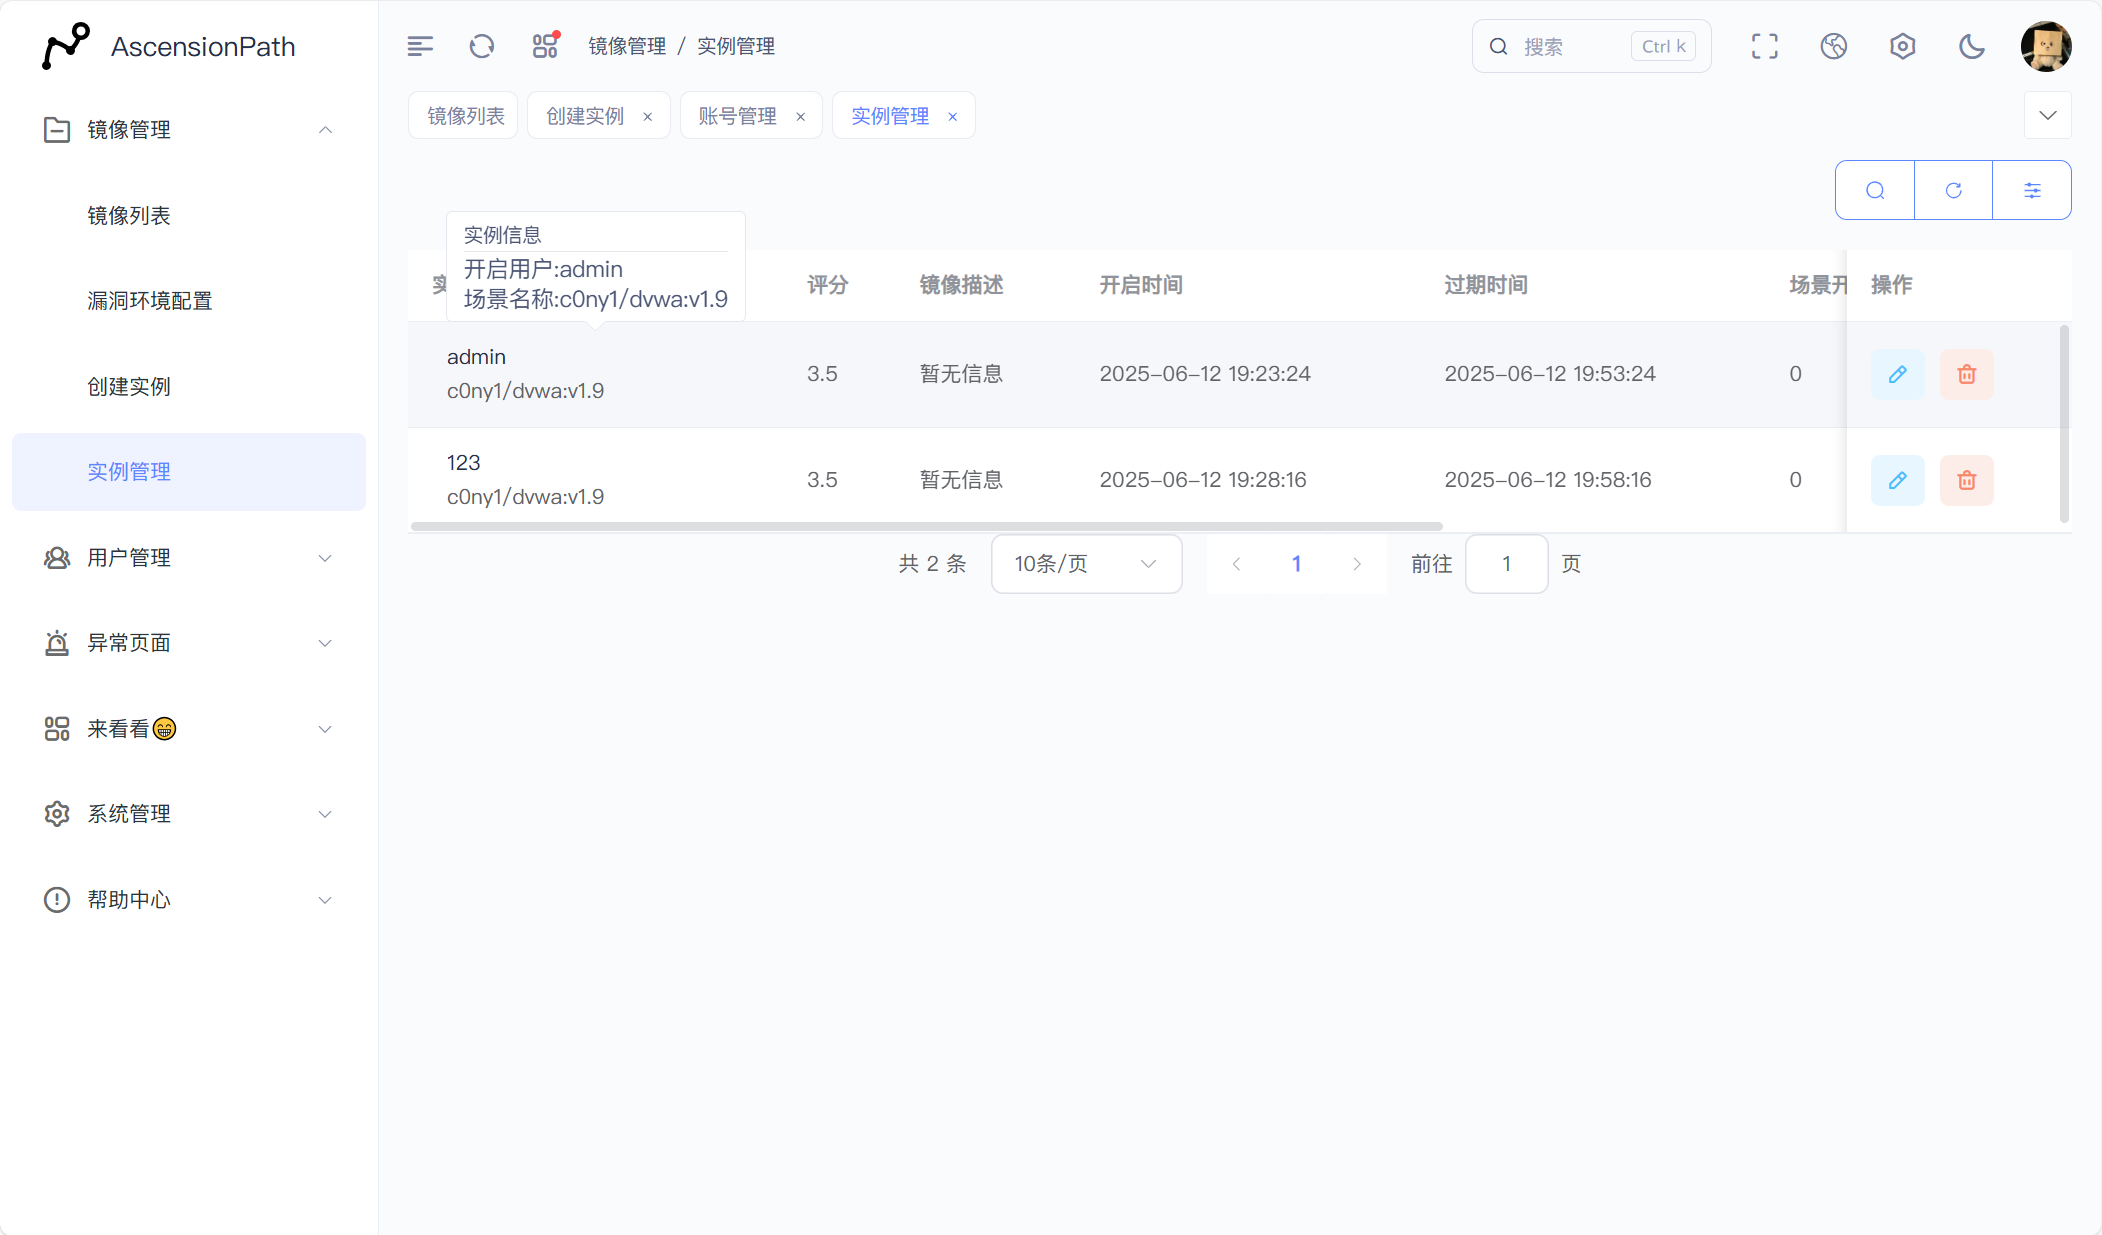 AscensionPath
镜像管理 / 实例管理
搜索 Ctrl k
镜像管理
镜像列表
漏洞环境配置
创建实例
实例管理
用户管理
异常页面
来看看😁
系统管理
帮助中心
镜像列表 创建实例 × 账号管理 × 实例管理 ×
实例信息
开启用户:admin
场景名称:c0ny1/dvwa:v1.9
评分 镜像描述 开启时间 过期时间 场景开 操作
admin
c0ny1/dvwa:v1.9
3.5 暂无信息 2025-06-12 19:23:24 2025-06-12 19:53:24 0
123
c0ny1/dvwa:v1.9
3.5 暂无信息 2025-06-12 19:28:16 2025-06-12 19:58:16 0
共 2 条 10条/页 1 前往 1 页